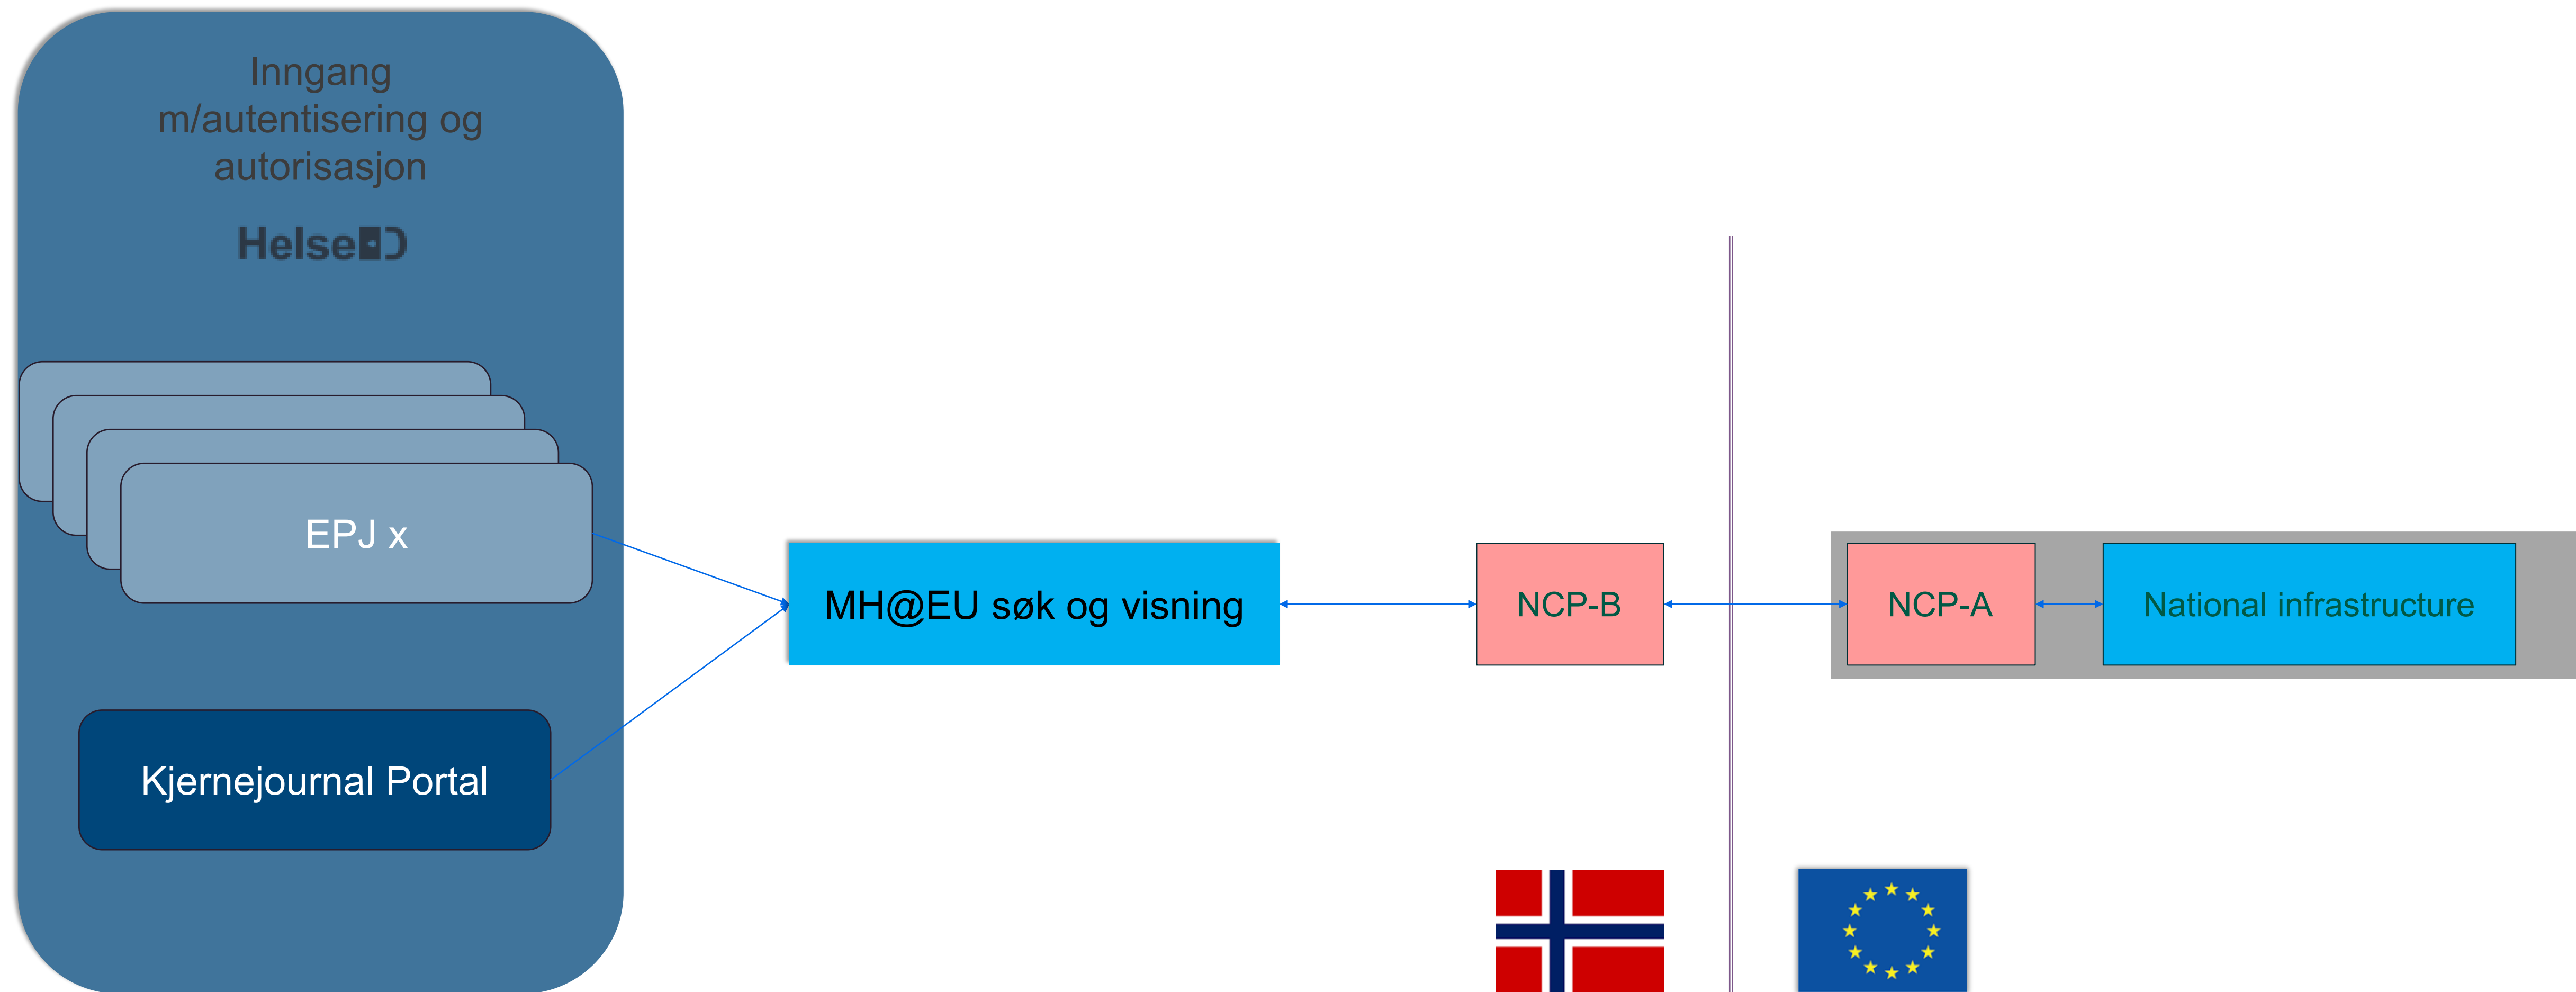 Inngang
m/autentisering og
autorisasjon
HelseID
EPJ x
Kjernejournal Portal
MH@EU søk og visning
NCP-B
NCP-A
National infrastructure